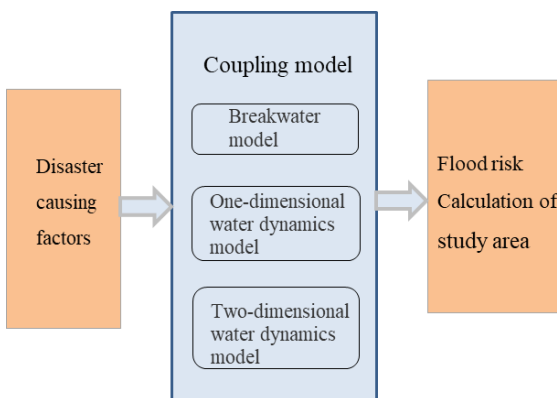 Disaster
causing
factors
Coupling model
Breakwater
model
One-dimensional
water dynamics
model
Two-dimensional
water dynamics
model
Flood risk
Calculation of
study area